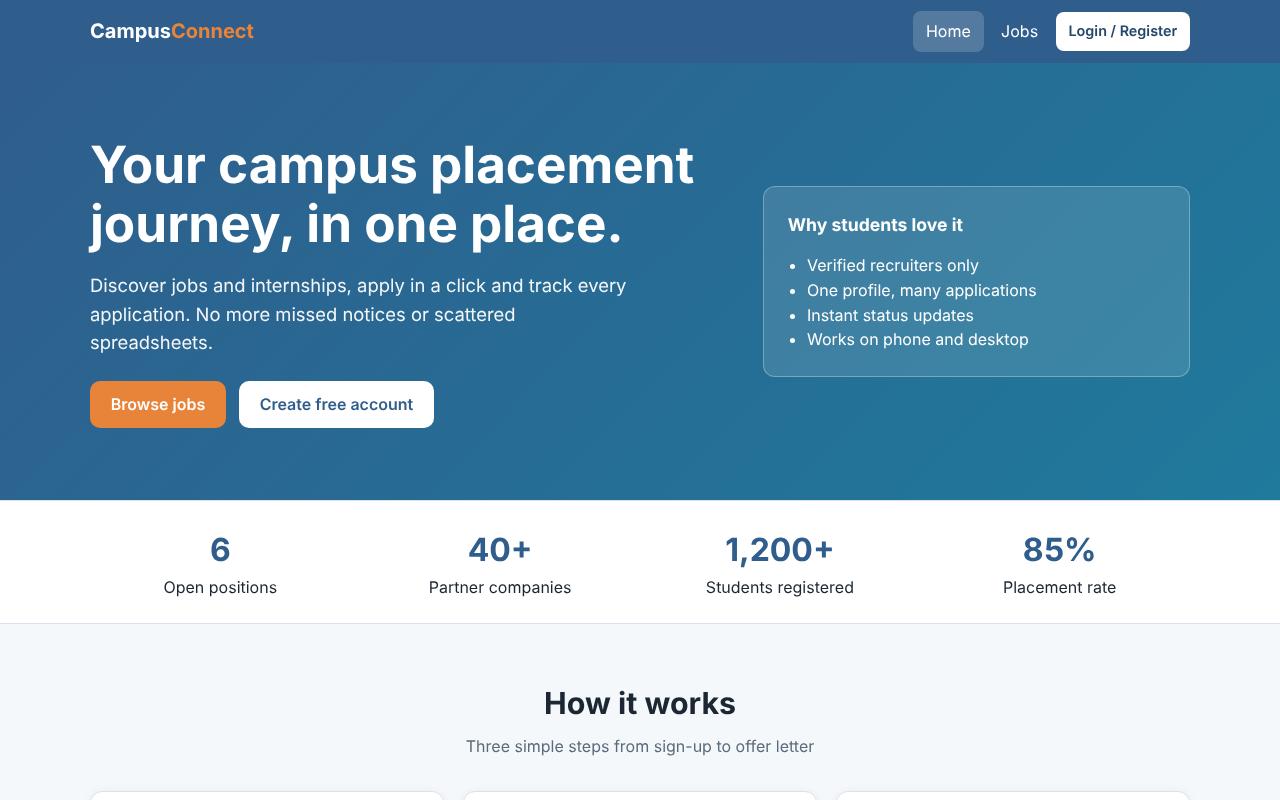 CampusConnect
Home
Jobs
Login / Register
Your campus placement
journey, in one place.
Discover jobs and internships, apply in a click and track every
application. No more missed notices or scattered
spreadsheets.
Browse jobs
Create free account
Why students love it
Verified recruiters only
One profile, many applications
Instant status updates
Works on phone and desktop
6
Open positions
40+
Partner companies
1,200+
Students registered
85%
Placement rate
How it works
Three simple steps from sign-up to offer letter